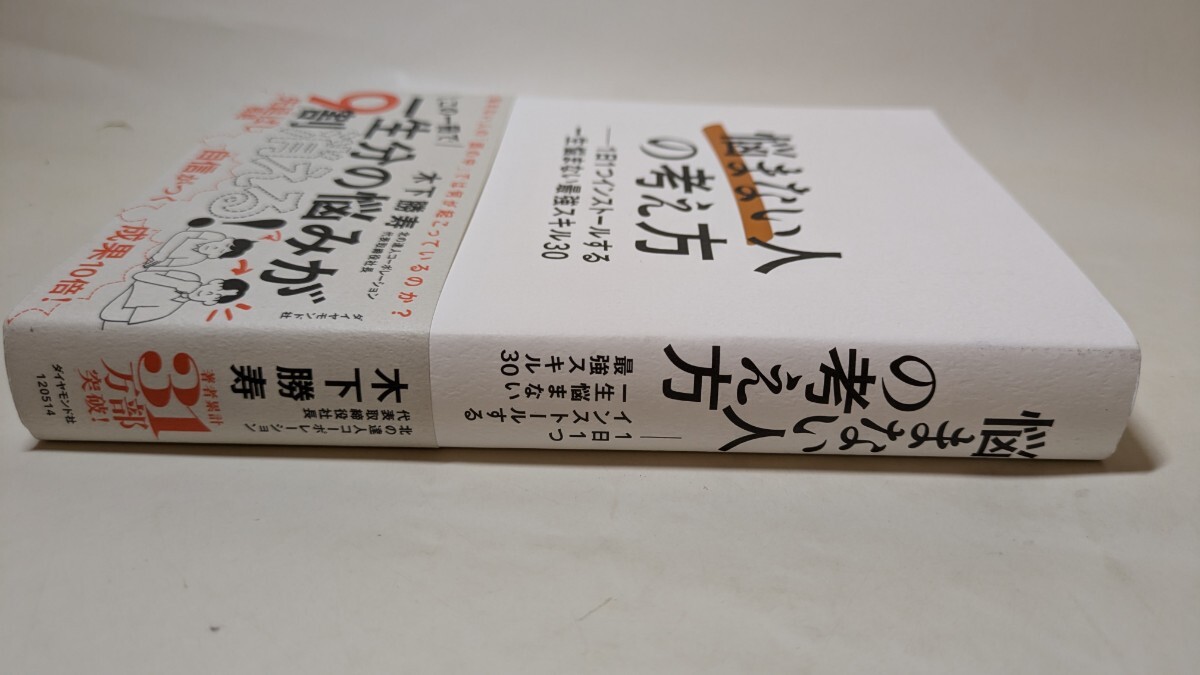 悩まない人
の考え方
――1日1つインストールする
一生悩まない最強スキル30
この一冊で
一生分の悩みが
9割
消える!
木下勝寿
北の達人コーポレーション
代表取締役社長
自信がつく
成果10倍!
ダイヤモンド社
悩まない人
の考え方
――1日1つ
インストールする
一生悩まない
最強スキル30
北の達人コーポレーション
代表取締役社長
木下勝寿
著者累計
31
万部
突破!
ダイヤモンド社
120514